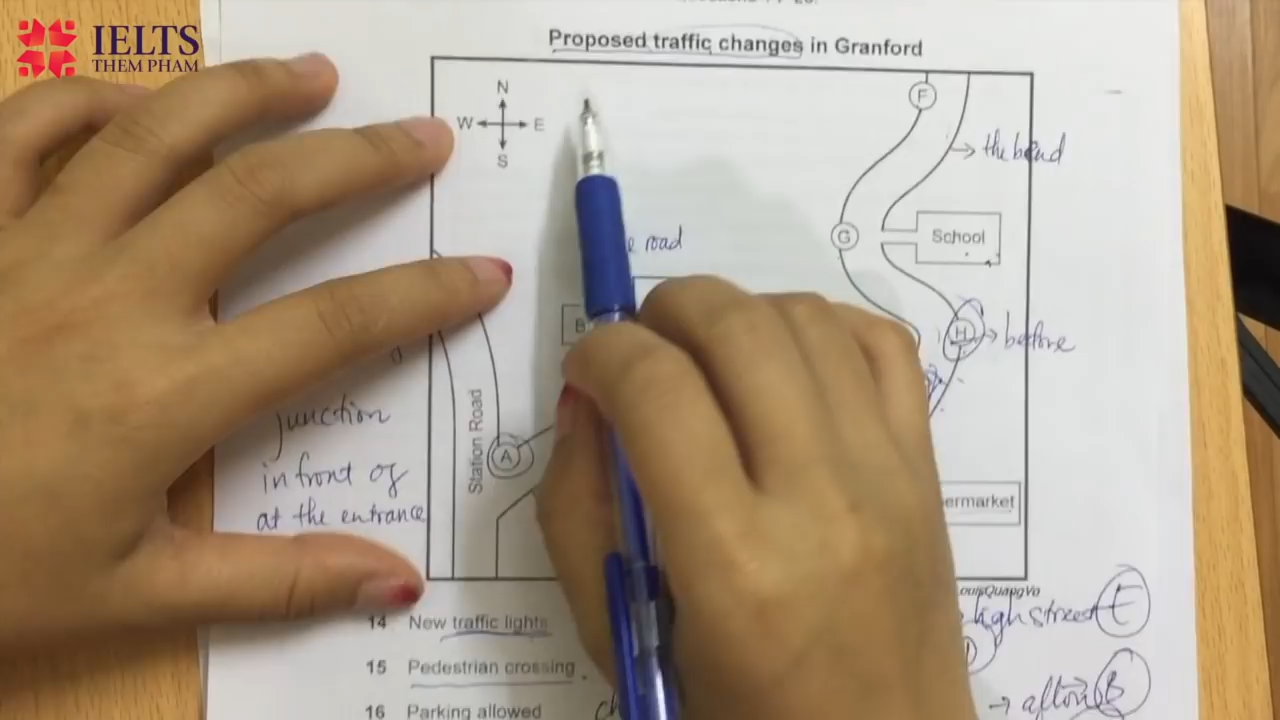 IELTS
THEM PHAM
Proposed traffic changes in Granford
N
W E
S
F
the bend
road
G
School
B
H
before
Station Road
junction
A
in front of
at the entrance
ermarket
ouisQuangVo
14 New traffic lights
high street E
15 Pedestrian crossing
16 Parking allowed
B